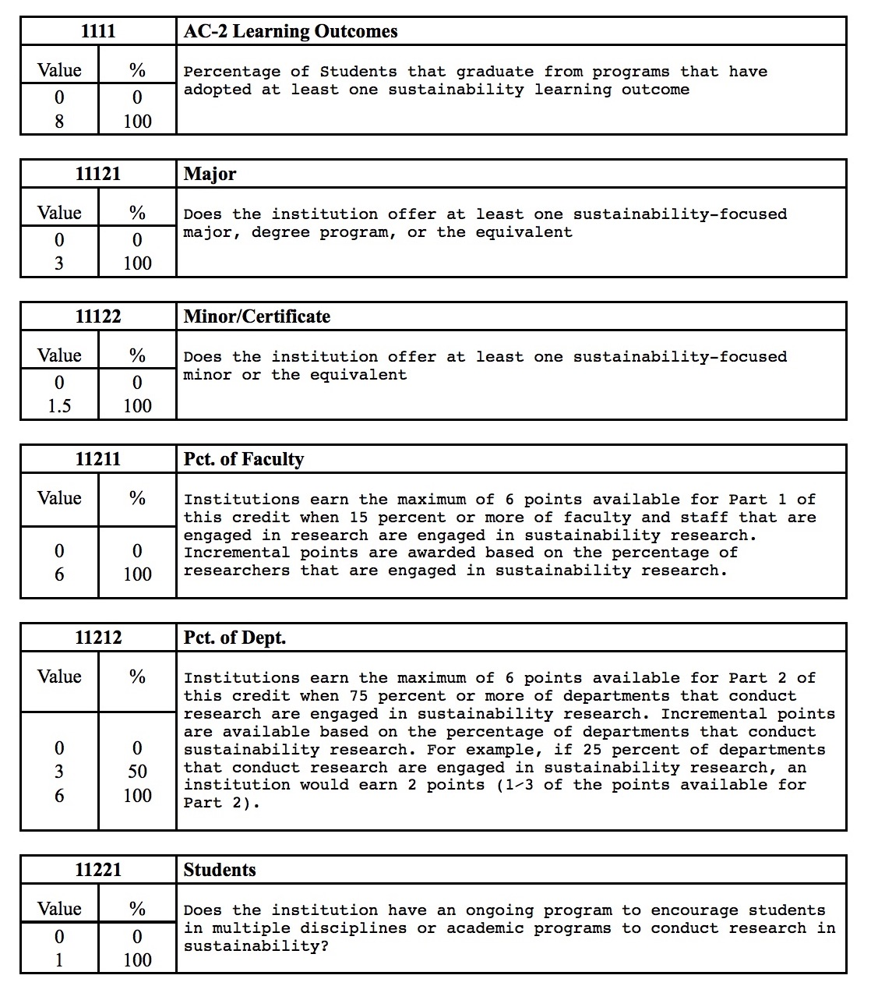 1111 AC-2 Learning Outcomes
Value % Percentage of Students that graduate from programs that have
adopted at least one sustainability learning outcome
0 0
8 100
11121 Major
Value % Does the institution offer at least one sustainability-focused
major, degree program, or the equivalent
0 0
3 100
11122 Minor/Certificate
Value % Does the institution offer at least one sustainability-focused
minor or the equivalent
0 0
1.5 100
11211 Pct. of Faculty
Value % Institutions earn the maximum of 6 points available for Part 1 of
this credit when 15 percent or more of faculty and staff that are
engaged in research are engaged in sustainability research.
0 0 Incremental points are awarded based on the percentage of
6 100 researchers that are engaged in sustainability research.
11212 Pct. of Dept.
Value % Institutions earn the maximum of 6 points available for Part 2 of
this credit when 75 percent or more of departments that conduct
research are engaged in sustainability research. Incremental points
are available based on the percentage of departments that conduct
0 0 sustainability research. For example, if 25 percent of departments
3 50 that conduct research are engaged in sustainability research, an
6 100 institution would earn 2 points (1/3 of the points available for
Part 2).
11221 Students
Value % Does the institution have an ongoing program to encourage students
in multiple disciplines or academic programs to conduct research in
0 0 sustainability?
1 100